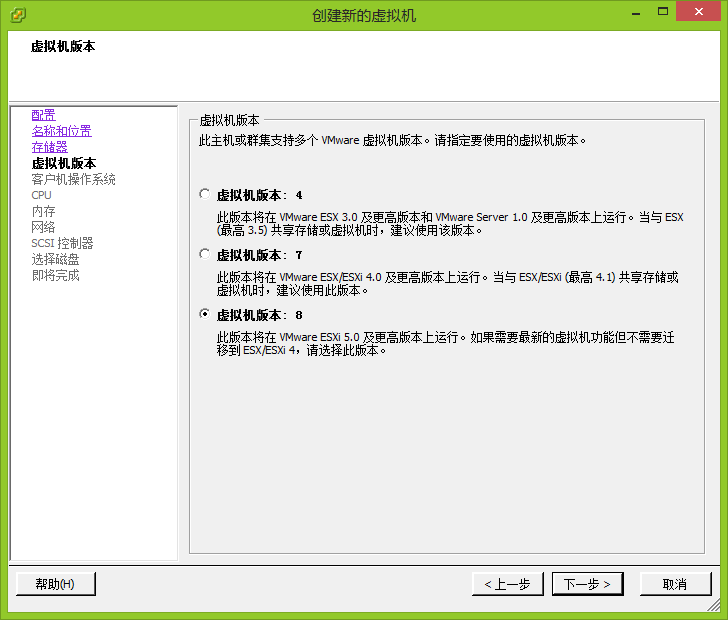 创建新的虚拟机
虚拟机版本
配置
名称和位置
存储器
虚拟机版本
客户机操作系统
CPU
内存
网络
SCSI 控制器
选择磁盘
即将完成
虚拟机版本
此主机或群集支持多个 VMware 虚拟机版本。请指定要使用的虚拟机版本。
虚拟机版本: 4
此版本将在 VMware ESX 3.0 及更高版本和 VMware Server 1.0 及更高版本上运行。当与 ESX
(最高 3.5) 共享存储或虚拟机时，建议使用该版本。
虚拟机版本: 7
此版本将在 VMware ESX/ESXi 4.0 及更高版本上运行。当与 ESX/ESXi (最高 4.1) 共享存储或
虚拟机时，建议使用此版本。
虚拟机版本: 8
此版本将在 VMware ESXi 5.0 及更高版本上运行。如果需要最新的虚拟机功能但不需要迁
移到 ESX/ESXi 4，请选择此版本。
帮助(H)
< 上一步
下一步 >
取消